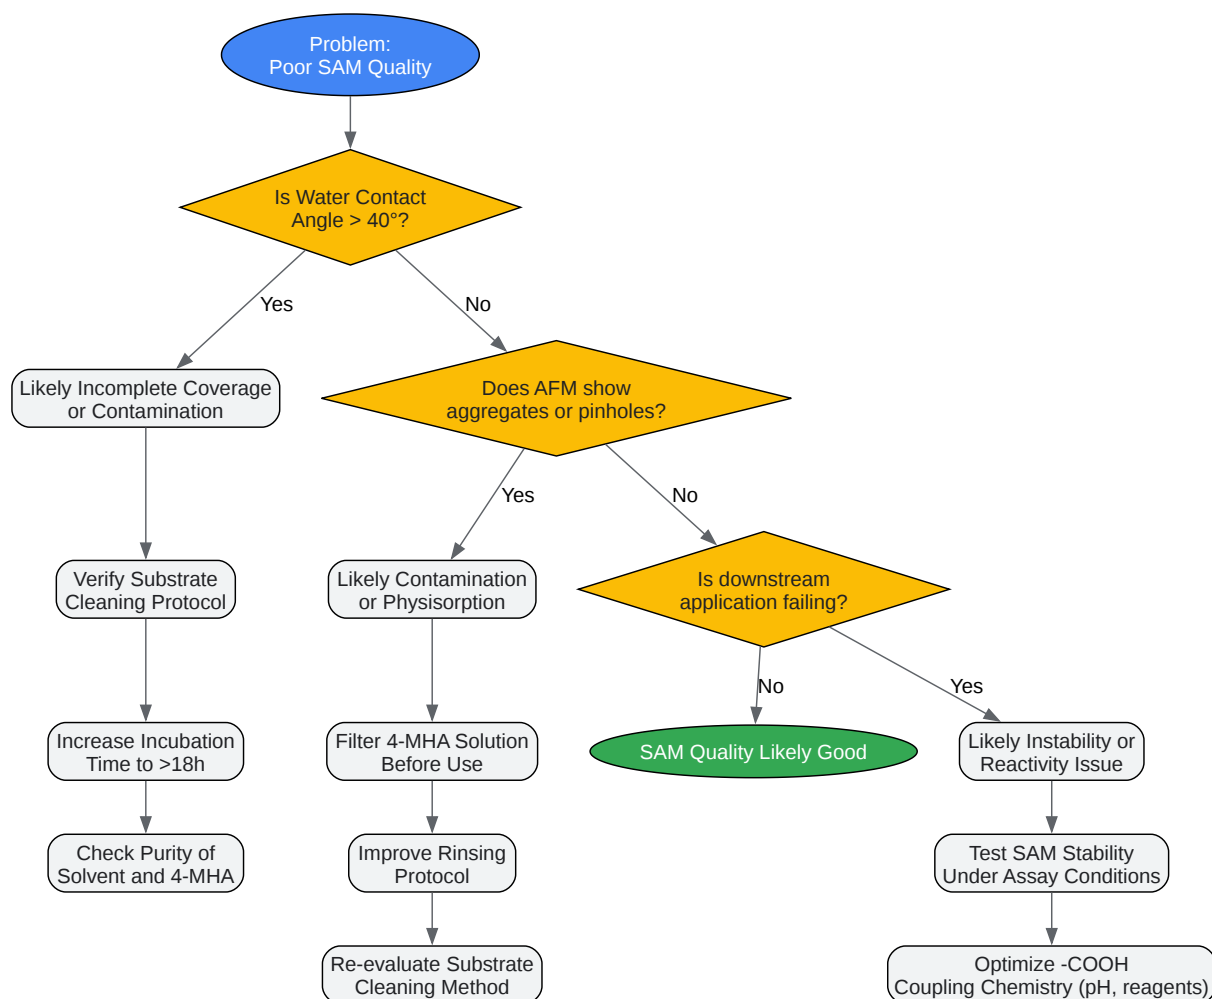 Problem:
Poor SAM Quality
Is Water Contact
Angle > 40°?
Yes
No
Likely Incomplete Coverage
or Contamination
Does AFM show
aggregates or pinholes?
Yes
No
Verify Substrate
Cleaning Protocol
Likely Contamination
or Physisorption
Is downstream
application failing?
No
Yes
Increase Incubation
Time to >18h
Filter 4-MHA Solution
Before Use
SAM Quality Likely Good
Likely Instability or
Reactivity Issue
Check Purity of
Solvent and 4-MHA
Improve Rinsing
Protocol
Test SAM Stability
Under Assay Conditions
Re-evaluate Substrate
Cleaning Method
Optimize -COOH
Coupling Chemistry (pH, reagents)